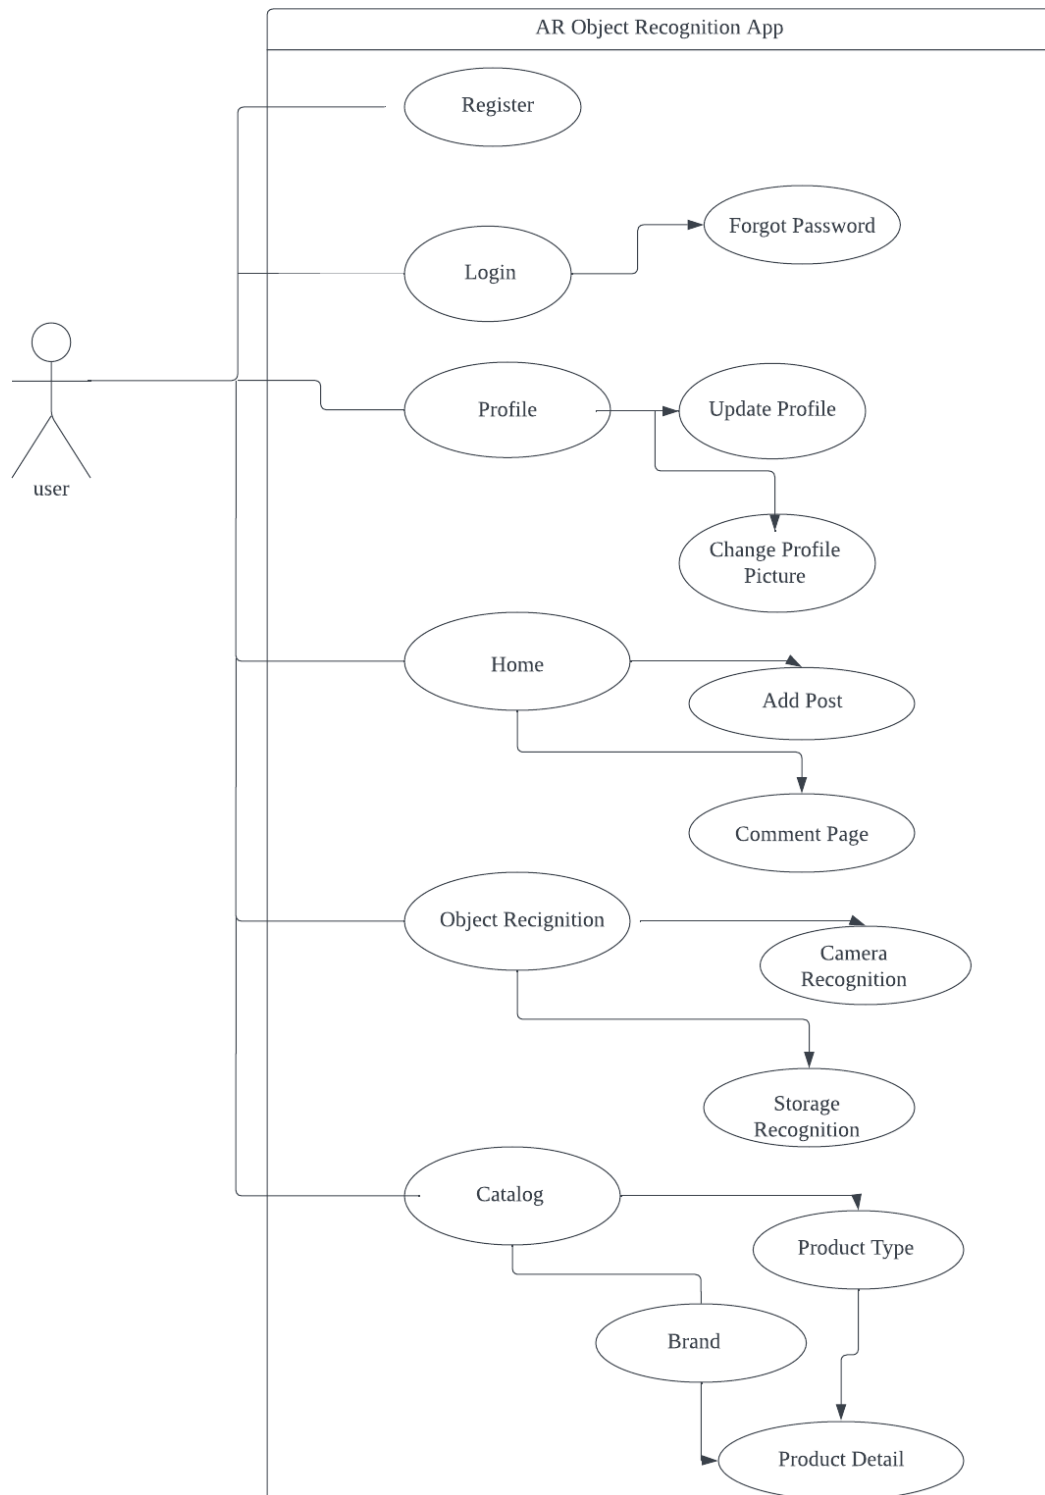 AR Object Recognition App
Register
Forgot Password
Login
Profile
Update Profile
user
Change Profile
Picture
Home
Add Post
Comment Page
Object Recignition
Camera
Recognition
Storage
Recognition
Catalog
Product Type
Brand
Product Detail